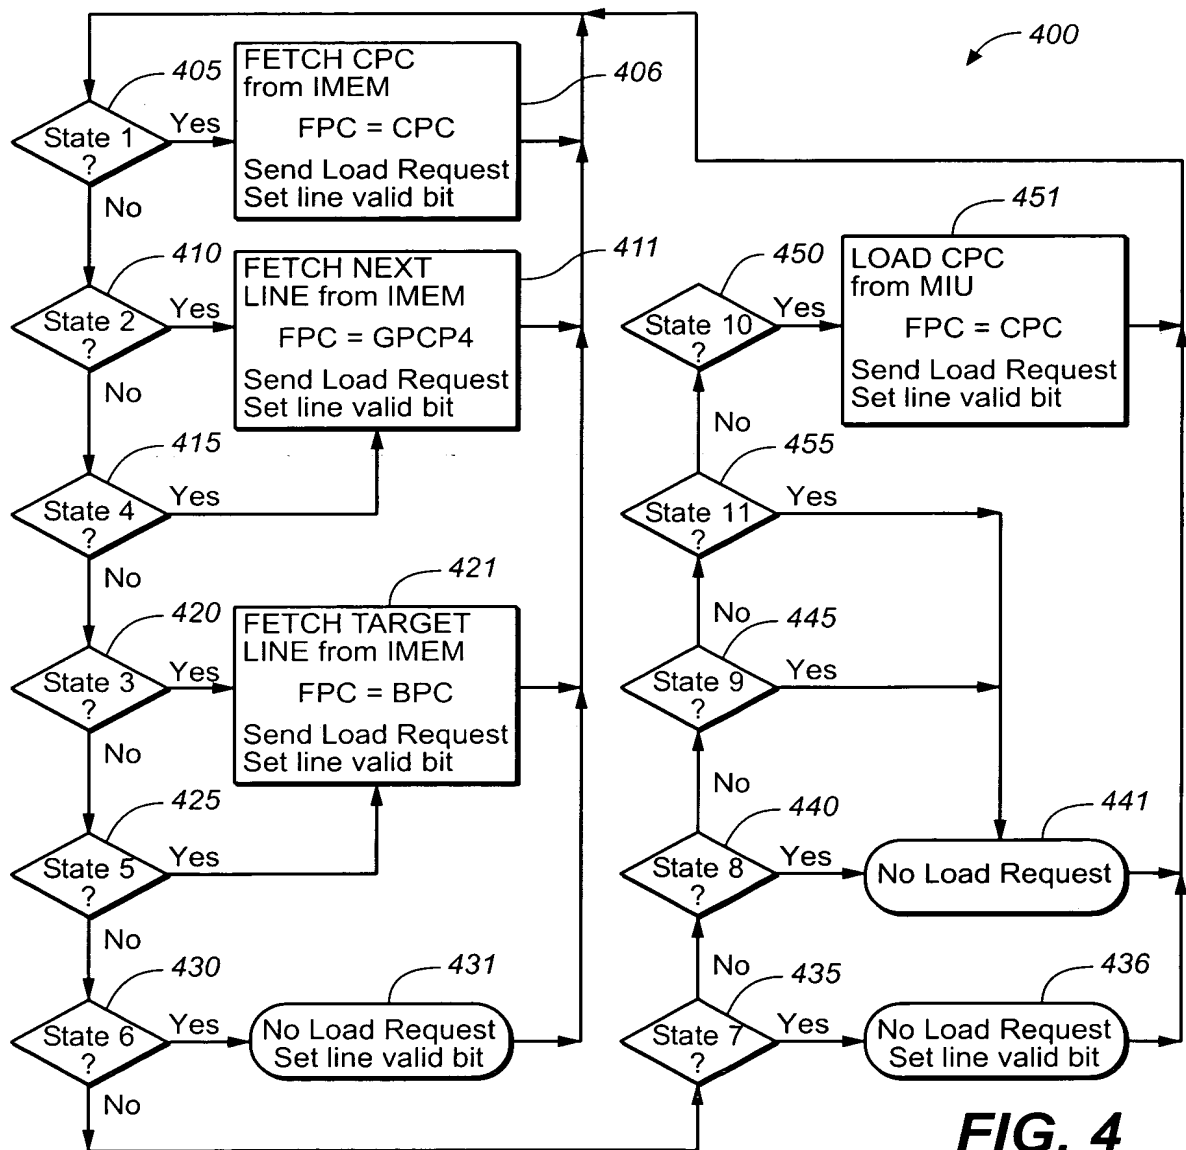 400
405
State 1
?
Yes
No
FETCH CPC
from IMEM
FPC = CPC
Send Load Request
Set line valid bit
406
410
State 2
?
Yes
No
FETCH NEXT
LINE from IMEM
FPC = GPCP4
Send Load Request
Set line valid bit
411
415
State 4
?
Yes
No
420
State 3
?
Yes
No
421
FETCH TARGET
LINE from IMEM
FPC = BPC
Send Load Request
Set line valid bit
425
State 5
?
Yes
No
430
State 6
?
Yes
No
431
No Load Request
Set line valid bit
450
State 10
?
Yes
No
451
LOAD CPC
from MIU
FPC = CPC
Send Load Request
Set line valid bit
455
State 11
?
Yes
No
445
State 9
?
Yes
No
440
State 8
?
Yes
No
441
No Load Request
435
State 7
?
Yes
436
No Load Request
Set line valid bit
FIG. 4